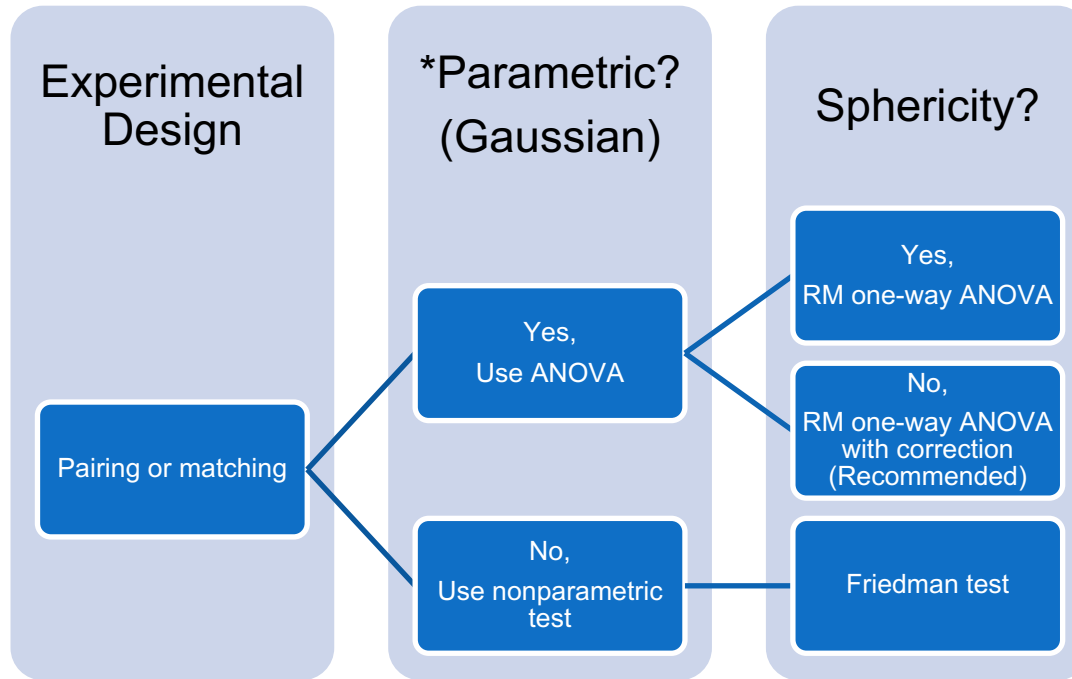 Experimental
Design
*Parametric?
(Gaussian)
Sphericity?
Pairing or matching
Yes,
Use ANOVA
No,
Use nonparametric
test
Yes,
RM one-way ANOVA
No,
RM one-way ANOVA
with correction
(Recommended)
Friedman test